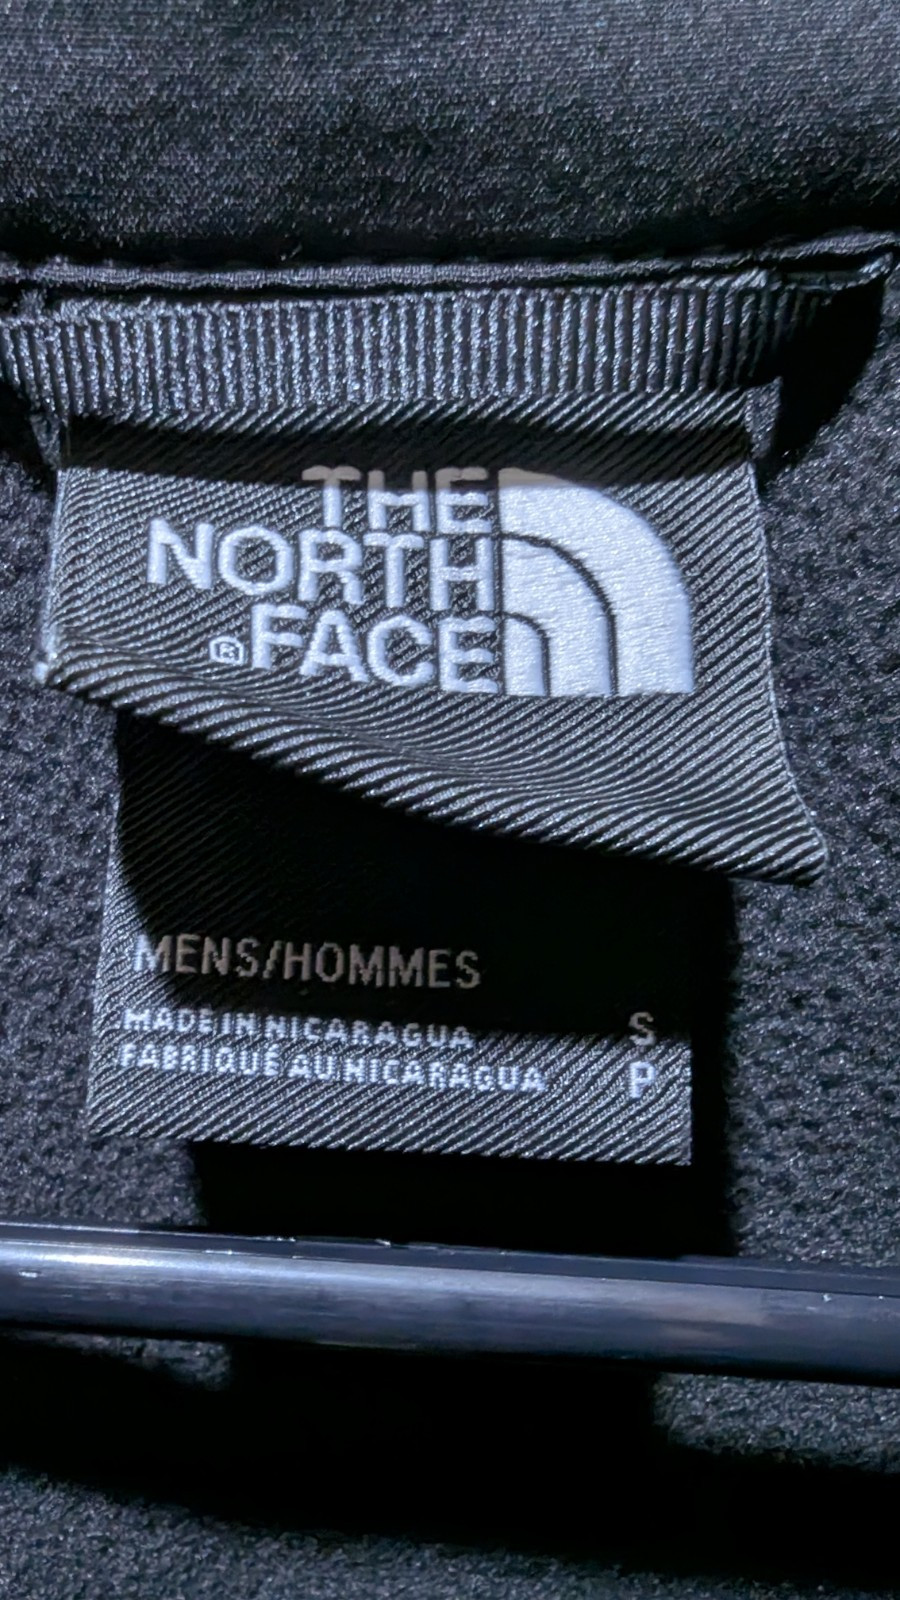 THE
NORTH
®FACE
MENS/HOMMES
MADE IN NICARAGUA S
FABRIQUÉ AU NICARAGUA P